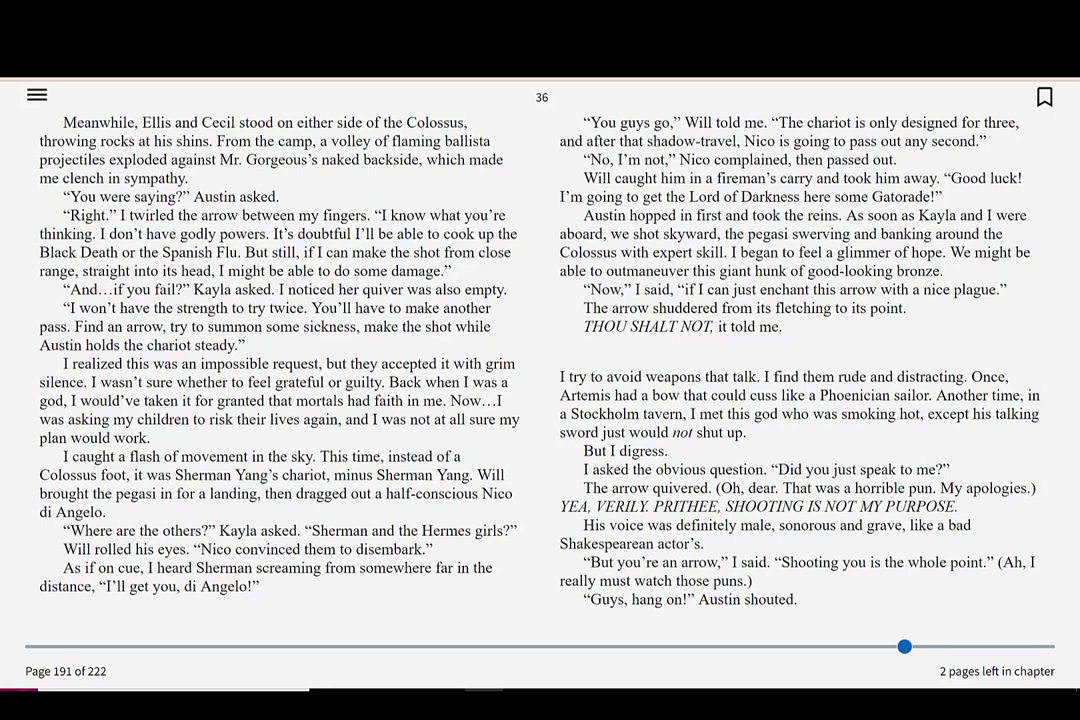 36
Meanwhile, Ellis and Cecil stood on either side of the Colossus,
throwing rocks at his shins. From the camp, a volley of flaming ballista
projectiles exploded against Mr. Gorgeous’s naked backside, which made
me clench in sympathy.
“You were saying?” Austin asked.
“Right.” I twirled the arrow between my fingers. “I know what you’re
thinking. I don’t have godly powers. It’s doubtful I’ll be able to cook up the
Black Death or the Spanish Flu. But still, if I can make the shot from close
range, straight into its head, I might be able to do some damage.”
“And…if you fail?” Kayla asked. I noticed her quiver was also empty.
“I won’t have the strength to try twice. You’ll have to make another
pass. Find an arrow, try to summon some sickness, make the shot while
Austin holds the chariot steady.”
I realized this was an impossible request, but they accepted it with grim
silence. I wasn’t sure whether to feel grateful or guilty. Back when I was a
god, I would’ve taken it for granted that mortals had faith in me. Now…I
was asking my children to risk their lives again, and I was not at all sure my
plan would work.
I caught a flash of movement in the sky. This time, instead of a
Colossus foot, it was Sherman Yang’s chariot, minus Sherman Yang. Will
brought the pegasi in for a landing, then dragged out a half-conscious Nico
di Angelo.
“Where are the others?” Kayla asked. “Sherman and the Hermes girls?”
Will rolled his eyes. “Nico convinced them to disembark.”
As if on cue, I heard Sherman screaming from somewhere far in the
distance, “I’ll get you, di Angelo!”
“You guys go,” Will told me. “The chariot is only designed for three,
and after that shadow-travel, Nico is going to pass out any second.”
“No, I’m not,” Nico complained, then passed out.
Will caught him in a fireman’s carry and took him away. “Good luck!
I’m going to get the Lord of Darkness here some Gatorade!”
Austin hopped in first and took the reins. As soon as Kayla and I were
aboard, we shot skyward, the pegasi swerving and banking around the
Colossus with expert skill. I began to feel a glimmer of hope. We might be
able to outmaneuver this giant hunk of good-looking bronze.
“Now,” I said, “if I can just enchant this arrow with a nice plague.”
The arrow shuddered from its fletching to its point.
THOU SHALT NOT, it told me.
I try to avoid weapons that talk. I find them rude and distracting. Once,
Artemis had a bow that could cuss like a Phoenician sailor. Another time, in
a Stockholm tavern, I met this god who was smoking hot, except his talking
sword just would not shut up.
But I digress.
I asked the obvious question. “Did you just speak to me?”
The arrow quivered. (Oh, dear. That was a horrible pun. My apologies.)
YEA, VERILY. PRITHEE, SHOOTING IS NOT MY PURPOSE.
His voice was definitely male, sonorous and grave, like a bad
Shakespearean actor’s.
“But you’re an arrow,” I said. “Shooting you is the whole point.” (Ah, I
really must watch those puns.)
“Guys, hang on!” Austin shouted.
Page 191 of 222
2 pages left in chapter